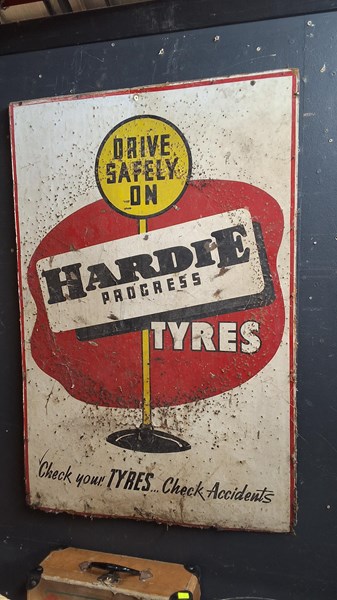 DRIVE
SAFELY
ON
HARDIE
PROGRESS
TYRES
Check your TYRES... Check Accidents